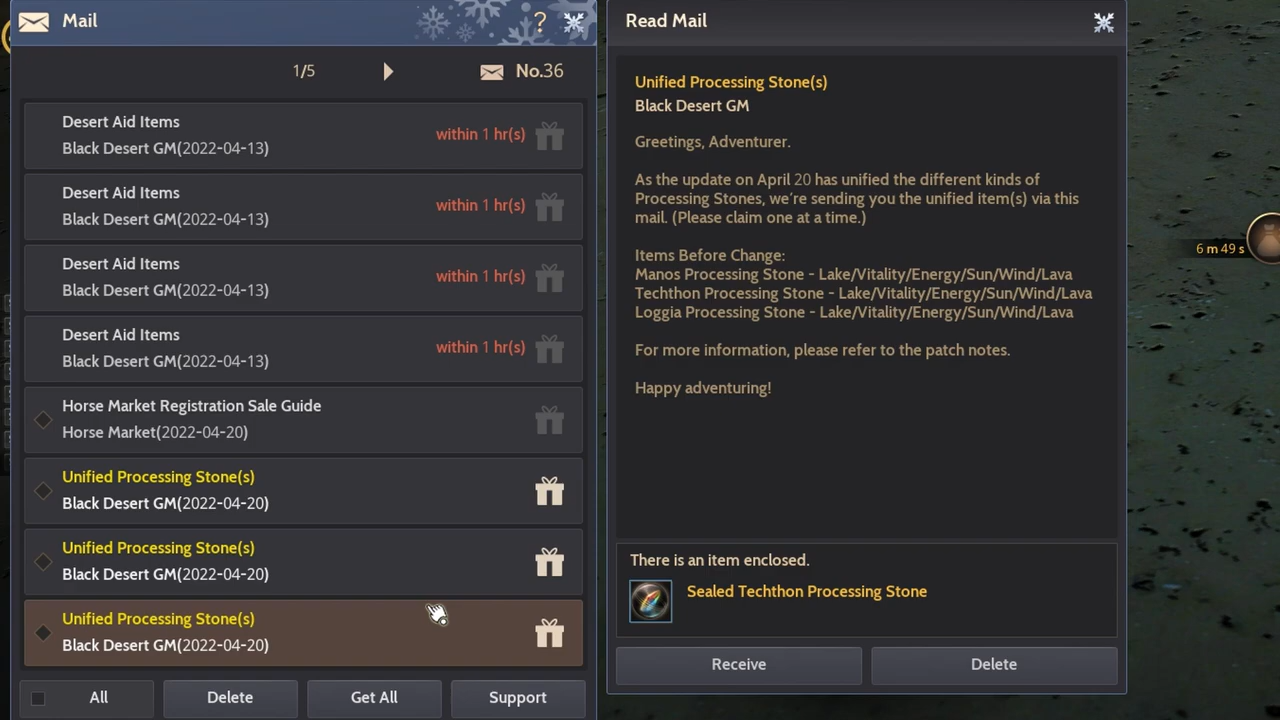 Mail
?
1/5
No.36
Desert Aid Items
Black Desert GM(2022-04-13)
within 1 hr(s)
Desert Aid Items
Black Desert GM(2022-04-13)
within 1 hr(s)
Desert Aid Items
Black Desert GM(2022-04-13)
within 1 hr(s)
Desert Aid Items
Black Desert GM(2022-04-13)
within 1 hr(s)
Horse Market Registration Sale Guide
Horse Market(2022-04-20)
Unified Processing Stone(s)
Black Desert GM(2022-04-20)
Unified Processing Stone(s)
Black Desert GM(2022-04-20)
Unified Processing Stone(s)
Black Desert GM(2022-04-20)
All
Delete
Get All
Support
Read Mail
Unified Processing Stone(s)
Black Desert GM
Greetings, Adventurer.
As the update on April 20 has unified the different kinds of
Processing Stones, we're sending you the unified item(s) via this
mail. (Please claim one at a time.)
Items Before Change:
Manos Processing Stone - Lake/Vitality/Energy/Sun/Wind/Lava
Techthon Processing Stone - Lake/Vitality/Energy/Sun/Wind/Lava
Loggia Processing Stone - Lake/Vitality/Energy/Sun/Wind/Lava
For more information, please refer to the patch notes.
Happy adventuring!
There is an item enclosed.
Sealed Techthon Processing Stone
Receive
Delete
6 m 49 s